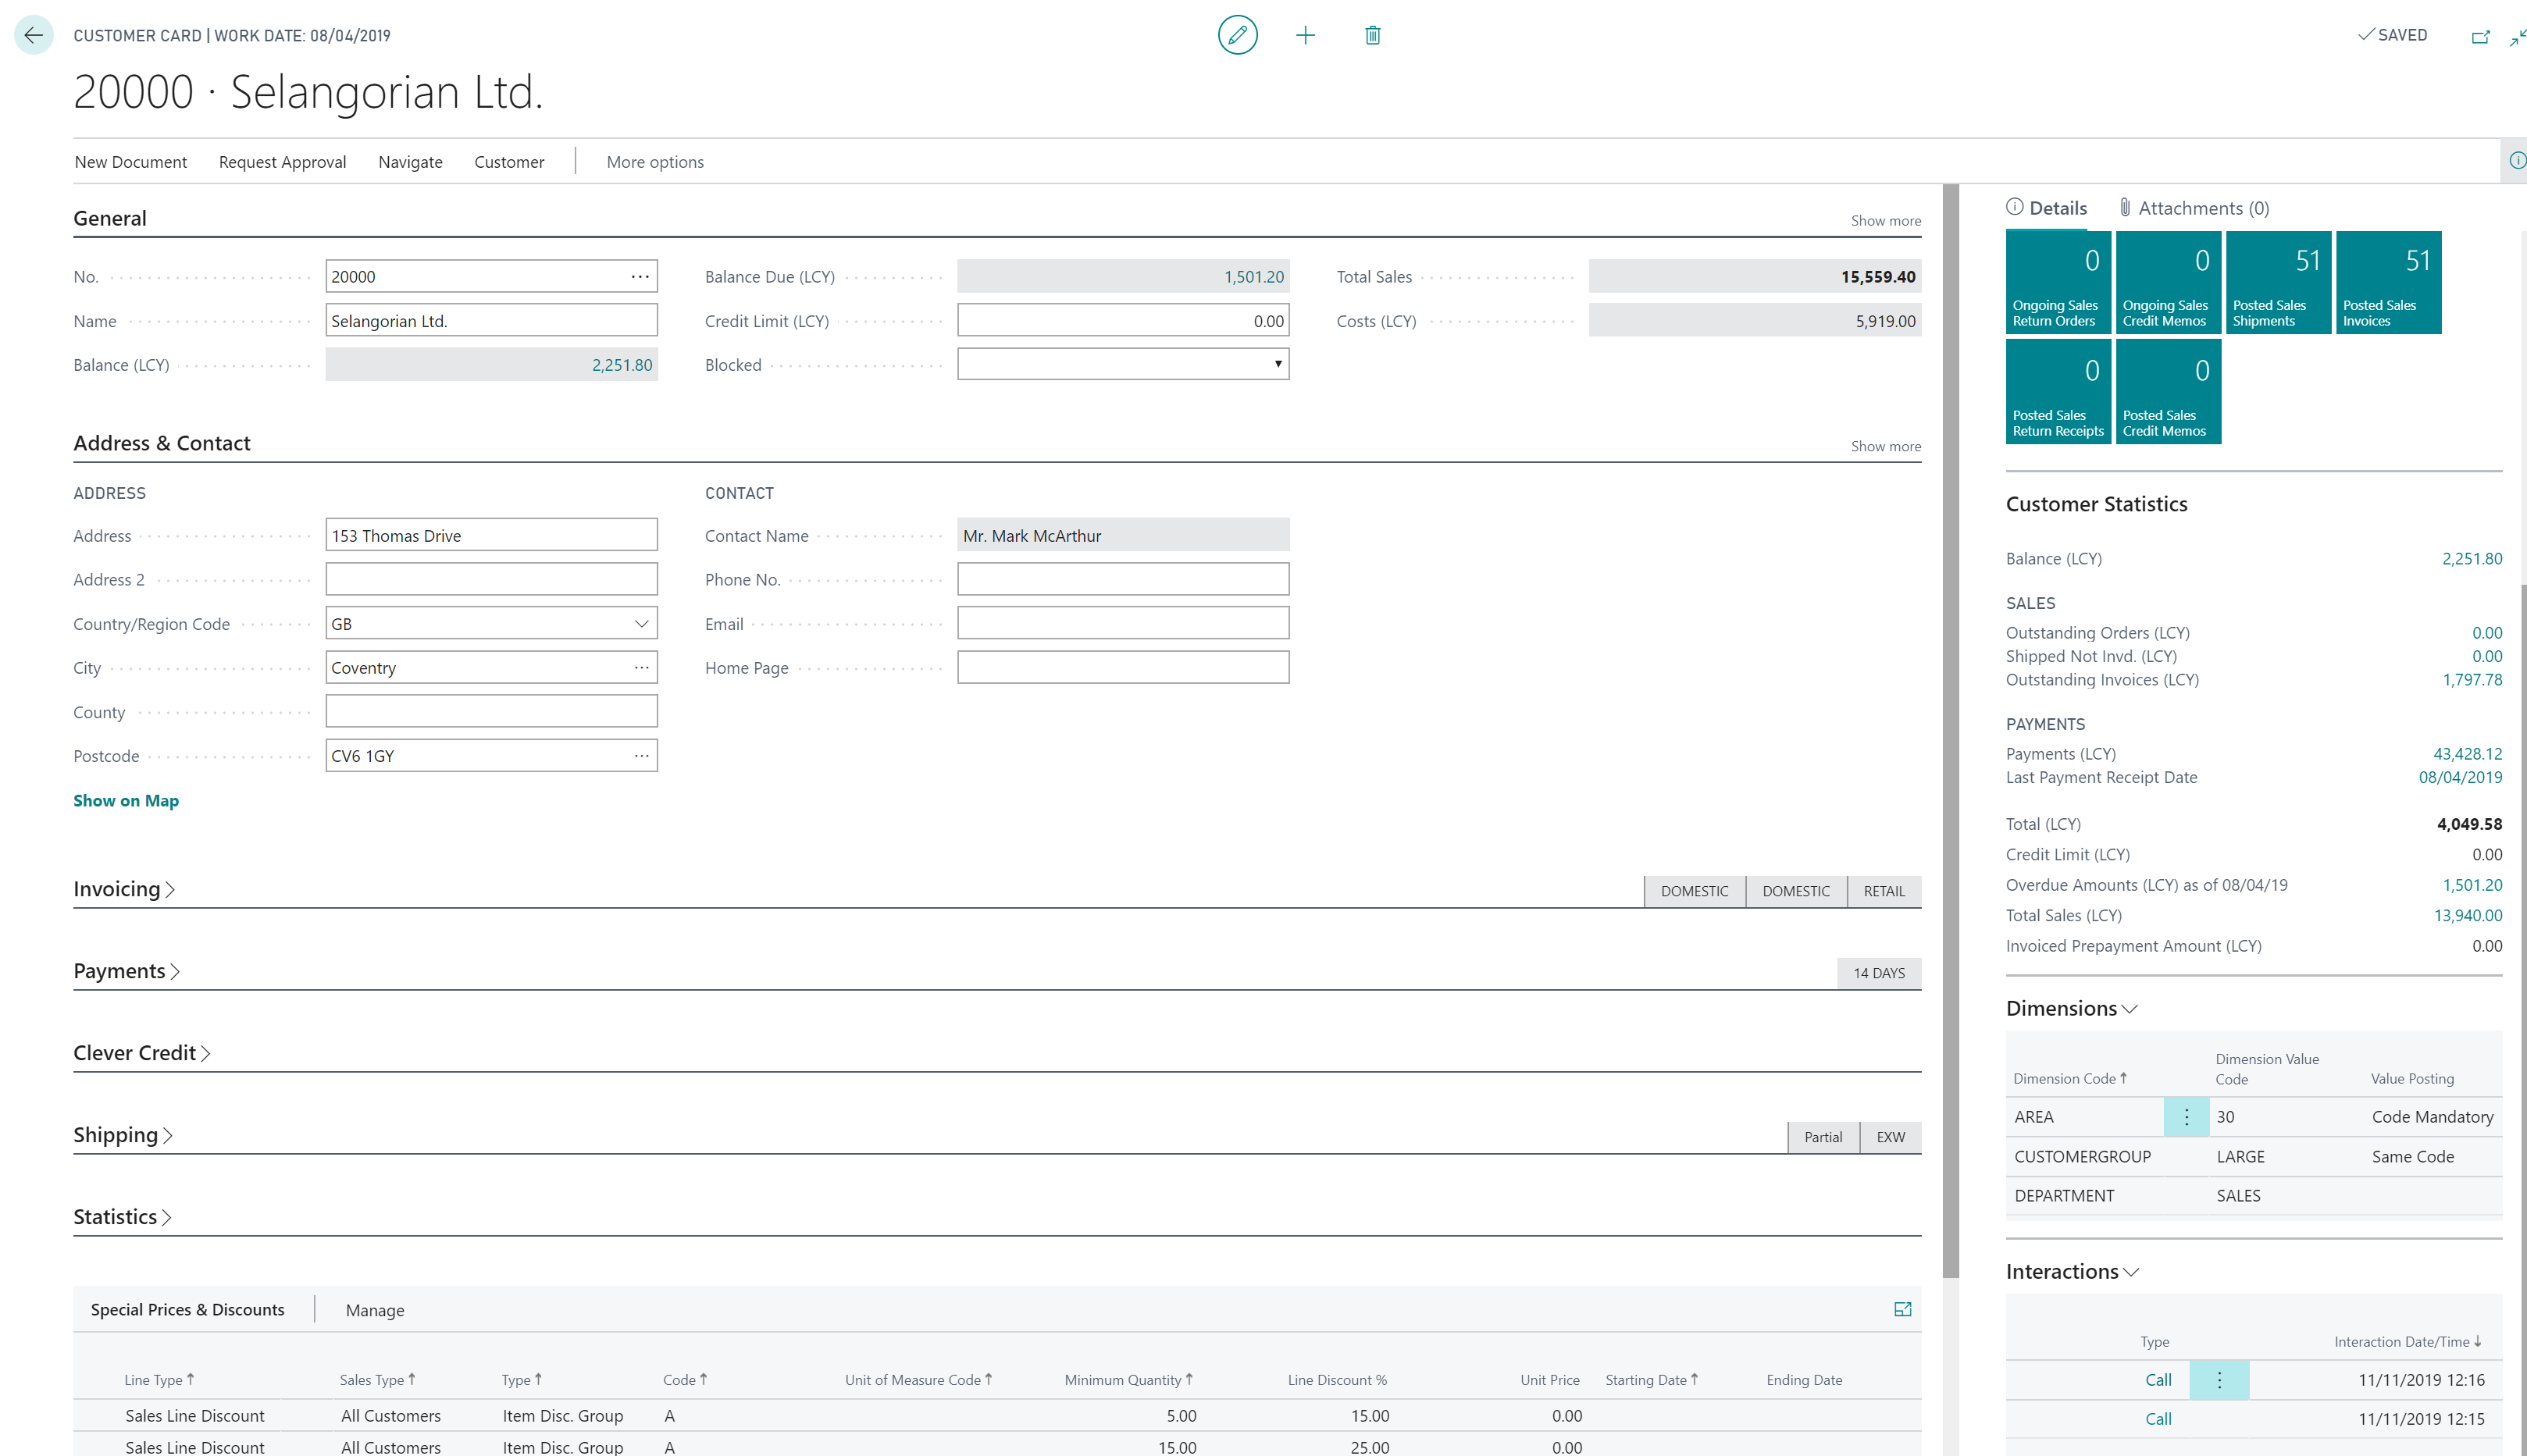 CUSTOMER CARD | WORK DATE: 08/04/2019
SAVED
20000 · Selangorian Ltd.
New Document Request Approval Navigate Customer More options
General Show more
No. 20000
Name Selangorian Ltd.
Balance (LCY) 2,251.80
Balance Due (LCY) 1,501.20
Credit Limit (LCY) 0.00
Blocked
Total Sales 15,559.40
Costs (LCY) 5,919.00
Address & Contact Show more
ADDRESS
Address 153 Thomas Drive
Address 2
Country/Region Code GB
City Coventry
County
Postcode CV6 1GY
Show on Map
CONTACT
Contact Name Mr. Mark McArthur
Phone No.
Email
Home Page
Invoicing DOMESTIC DOMESTIC RETAIL
Payments 14 DAYS
Clever Credit
Shipping Partial EXW
Statistics
Special Prices & Discounts Manage
Line Type Sales Type Type Code Unit of Measure Code Minimum Quantity Line Discount % Unit Price Starting Date Ending Date
Sales Line Discount All Customers Item Disc. Group A 5.00 15.00 0.00
Sales Line Discount All Customers Item Disc. Group A 15.00 25.00 0.00
Details Attachments (0)
0
Ongoing Sales
Return Orders
0
Ongoing Sales
Credit Memos
51
Posted Sales
Shipments
51
Posted Sales
Invoices
0
Posted Sales
Return Receipts
0
Posted Sales
Credit Memos
Customer Statistics
Balance (LCY) 2,251.80
SALES
Outstanding Orders (LCY) 0.00
Shipped Not Invd. (LCY) 0.00
Outstanding Invoices (LCY) 1,797.78
PAYMENTS
Payments (LCY) 43,428.12
Last Payment Receipt Date 08/04/2019
Total (LCY) 4,049.58
Credit Limit (LCY) 0.00
Overdue Amounts (LCY) as of 08/04/19 1,501.20
Total Sales (LCY) 13,940.00
Invoiced Prepayment Amount (LCY) 0.00
Dimensions
Dimension Code Dimension Value Code Value Posting
AREA 30 Code Mandatory
CUSTOMERGROUP LARGE Same Code
DEPARTMENT SALES
Interactions
Type Interaction Date/Time
Call 11/11/2019 12:16
Call 11/11/2019 12:15